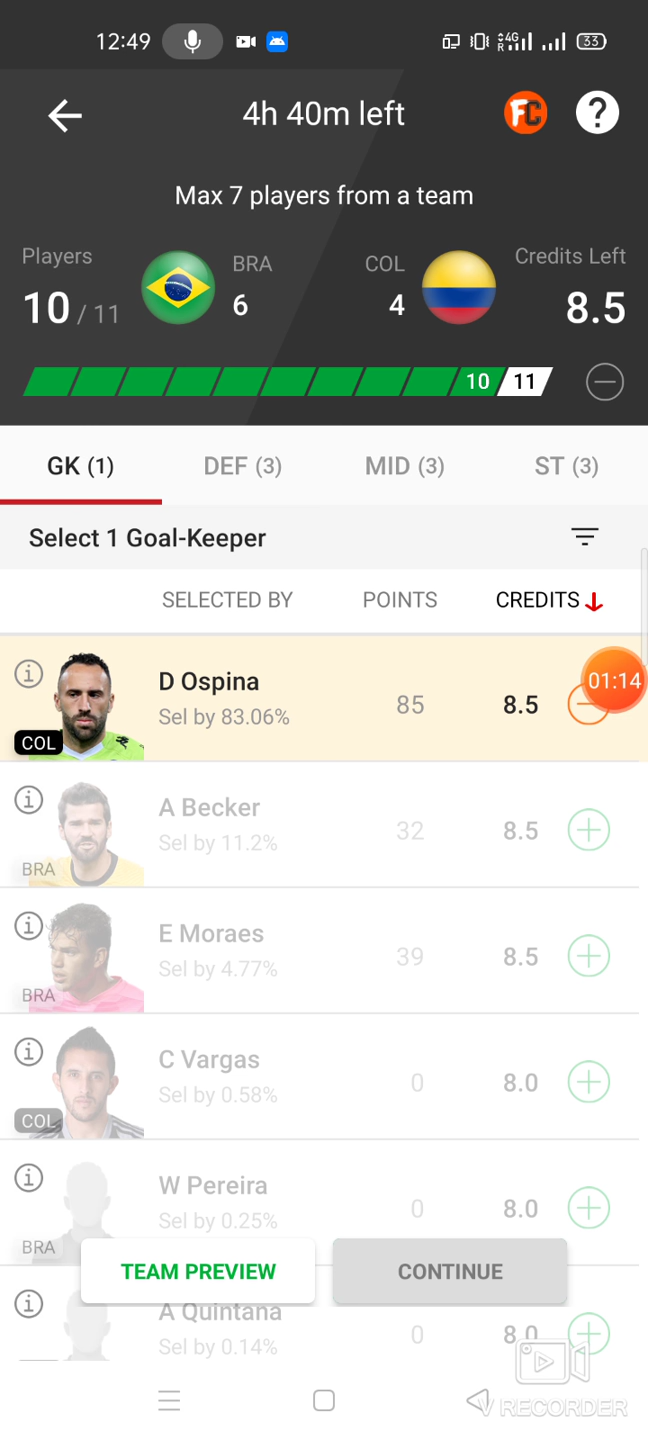 12:49
4G
R
33
4h 40m left
FC
?
Max 7 players from a team
Players
BRA
COL
Credits Left
10 / 11
6
4
8.5
10
11
GK (1)
DEF (3)
MID (3)
ST (3)
Select 1 Goal-Keeper
SELECTED BY
POINTS
CREDITS
D Ospina
Sel by 83.06%
85
8.5
01:14
COL
A Becker
Sel by 11.2%
32
8.5
BRA
E Moraes
Sel by 4.77%
39
8.5
BRA
C Vargas
Sel by 0.58%
0
8.0
COL
W Pereira
Sel by 0.25%
0
8.0
BRA
TEAM PREVIEW
CONTINUE
A Quintana
Sel by 0.14%
0
8.0
V RECORDER